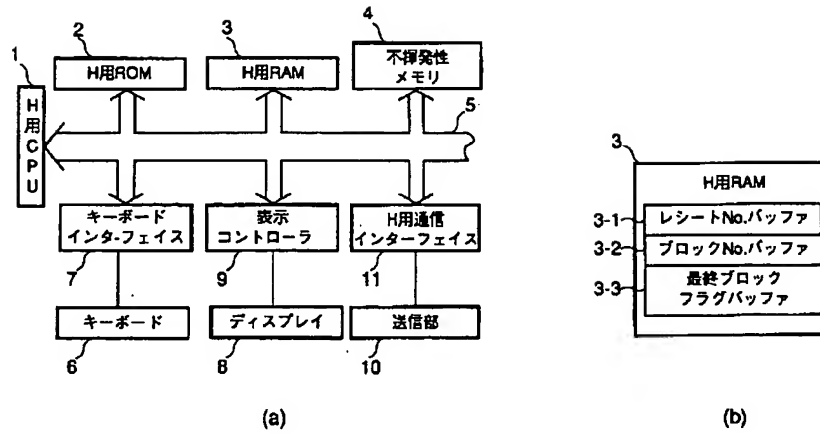 1
H用CPU
2
H用ROM
3
H用RAM
4
不揮発性
メモリ
5
キーボード
インタ-フェイス
7
表示
コントローラ
9
H用通信
インターフェイス
11
キーボード
6
ディスプレイ
8
送信部
10
(a)
3
H用RAM
3-1
レシートNo.バッファ
3-2
ブロックNo.バッファ
3-3
最終ブロック
フラグバッファ
(b)